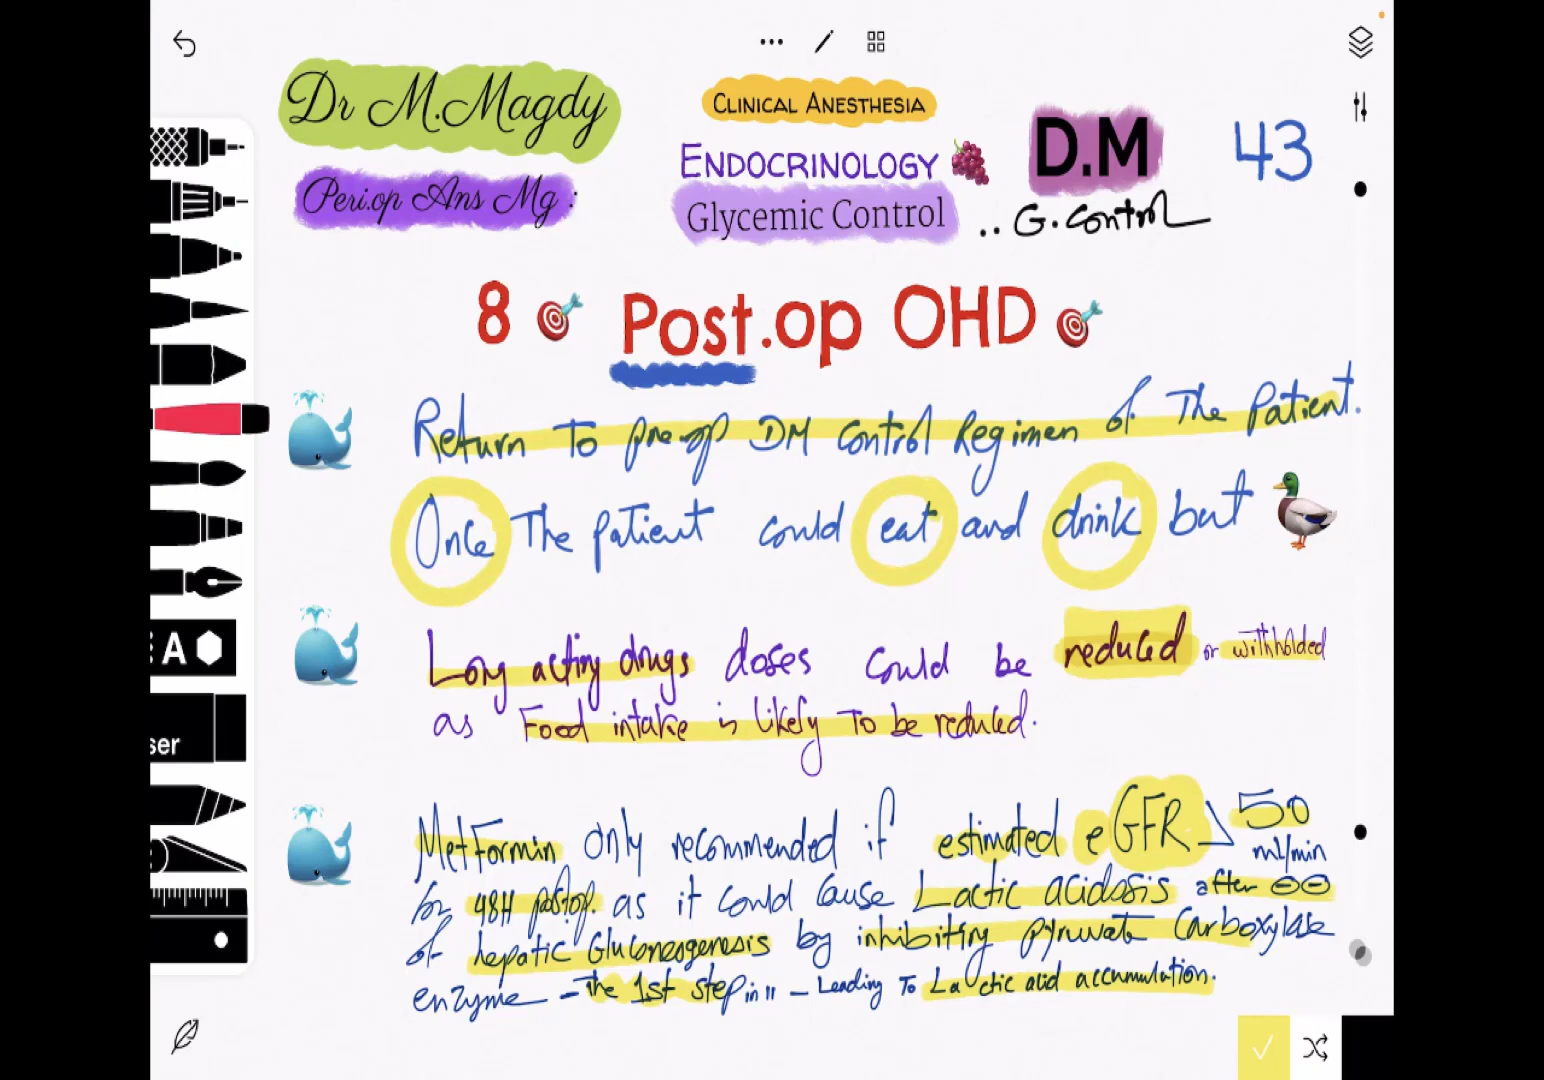 Dr M.Magdy
CLINICAL ANESTHESIA
ENDOCRINOLOGY
D.M
43
Peri.op Ans Mg :
Glycemic Control
.. G. Control
8 Post.op OHD
Return To pre-op DM Control Regimen of The Patient.
Once The patient could eat and drink but
Long acting drugs doses could be reduced or withholded
as Food intake is likely To be reduced.
MetFormin only recommended if estimated eGFR > 50
ml/min
for 48H postop. as it could cause Lactic acidosis after ⊖⊖
of hepatic Gluconeogenesis by inhibiting pyruvate Carboxylase
enzyme - The 1st step in " - Leading To Lactic acid accumulation.
A
ser